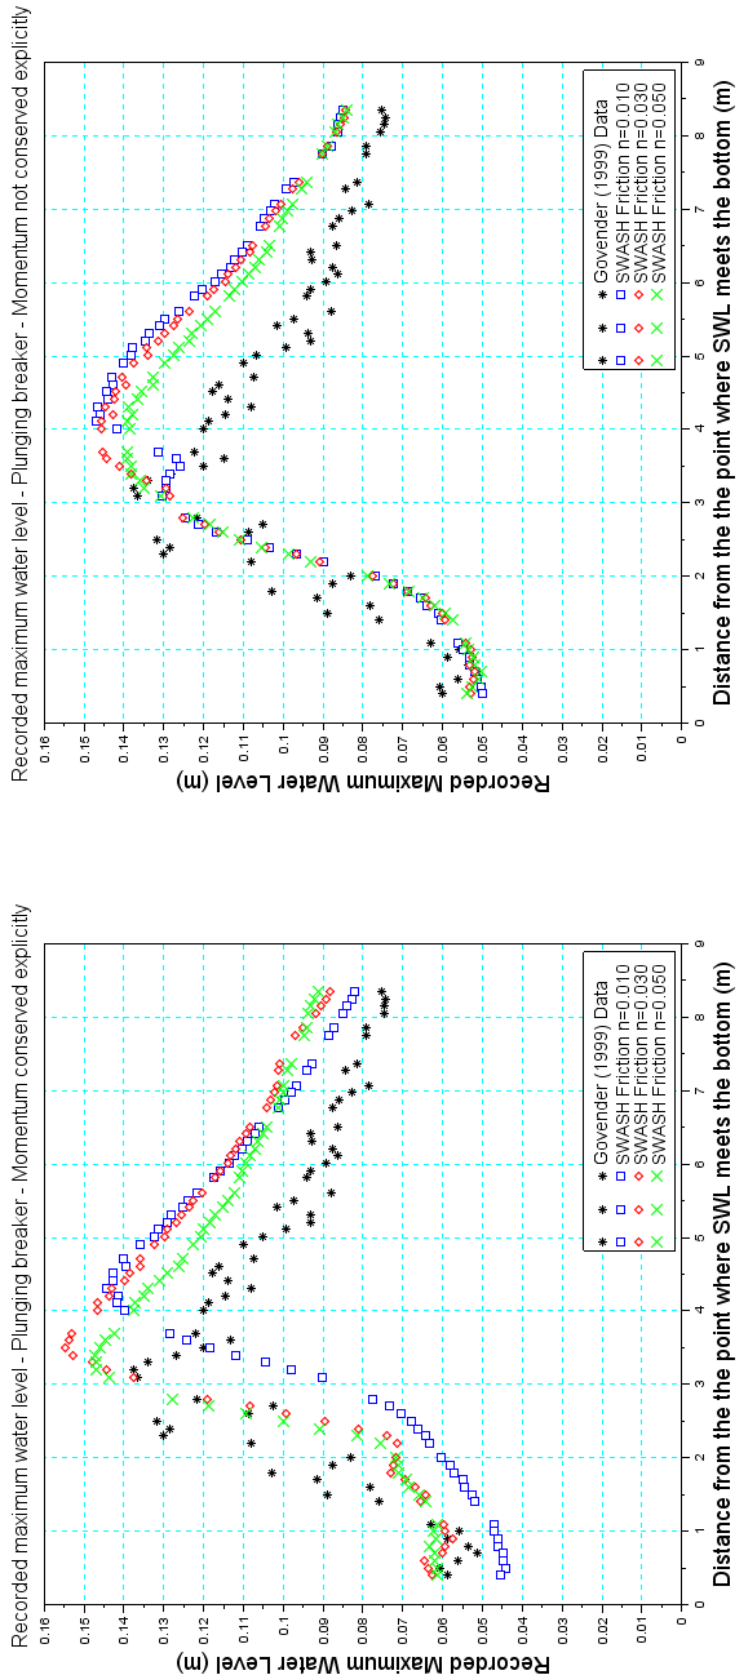 Recorded maximum water level - Plunging breaker - Momentum conserved explicitly
0.16
0.15
0.14
0.13
0.12
0.11
0.1
0.09
0.08
0.07
0.06
0.05
0.04
0.03
0.02
0.01
0
Recorded Maximum Water Level (m)
0 1 2 3 4 5 6 7 8 9
Distance from the the point where SWL meets the bottom (m)
Govender (1999) Data
SWASH Friction n=0.010
SWASH Friction n=0.030
SWASH Friction n=0.050
Recorded maximum water level - Plunging breaker - Momentum not conserved explicitly
0.16
0.15
0.14
0.13
0.12
0.11
0.1
0.09
0.08
0.07
0.06
0.05
0.04
0.03
0.02
0.01
0
Recorded Maximum Water Level (m)
0 1 2 3 4 5 6 7 8 9
Distance from the the point where SWL meets the bottom (m)
Govender (1999) Data
SWASH Friction n=0.010
SWASH Friction n=0.030
SWASH Friction n=0.050